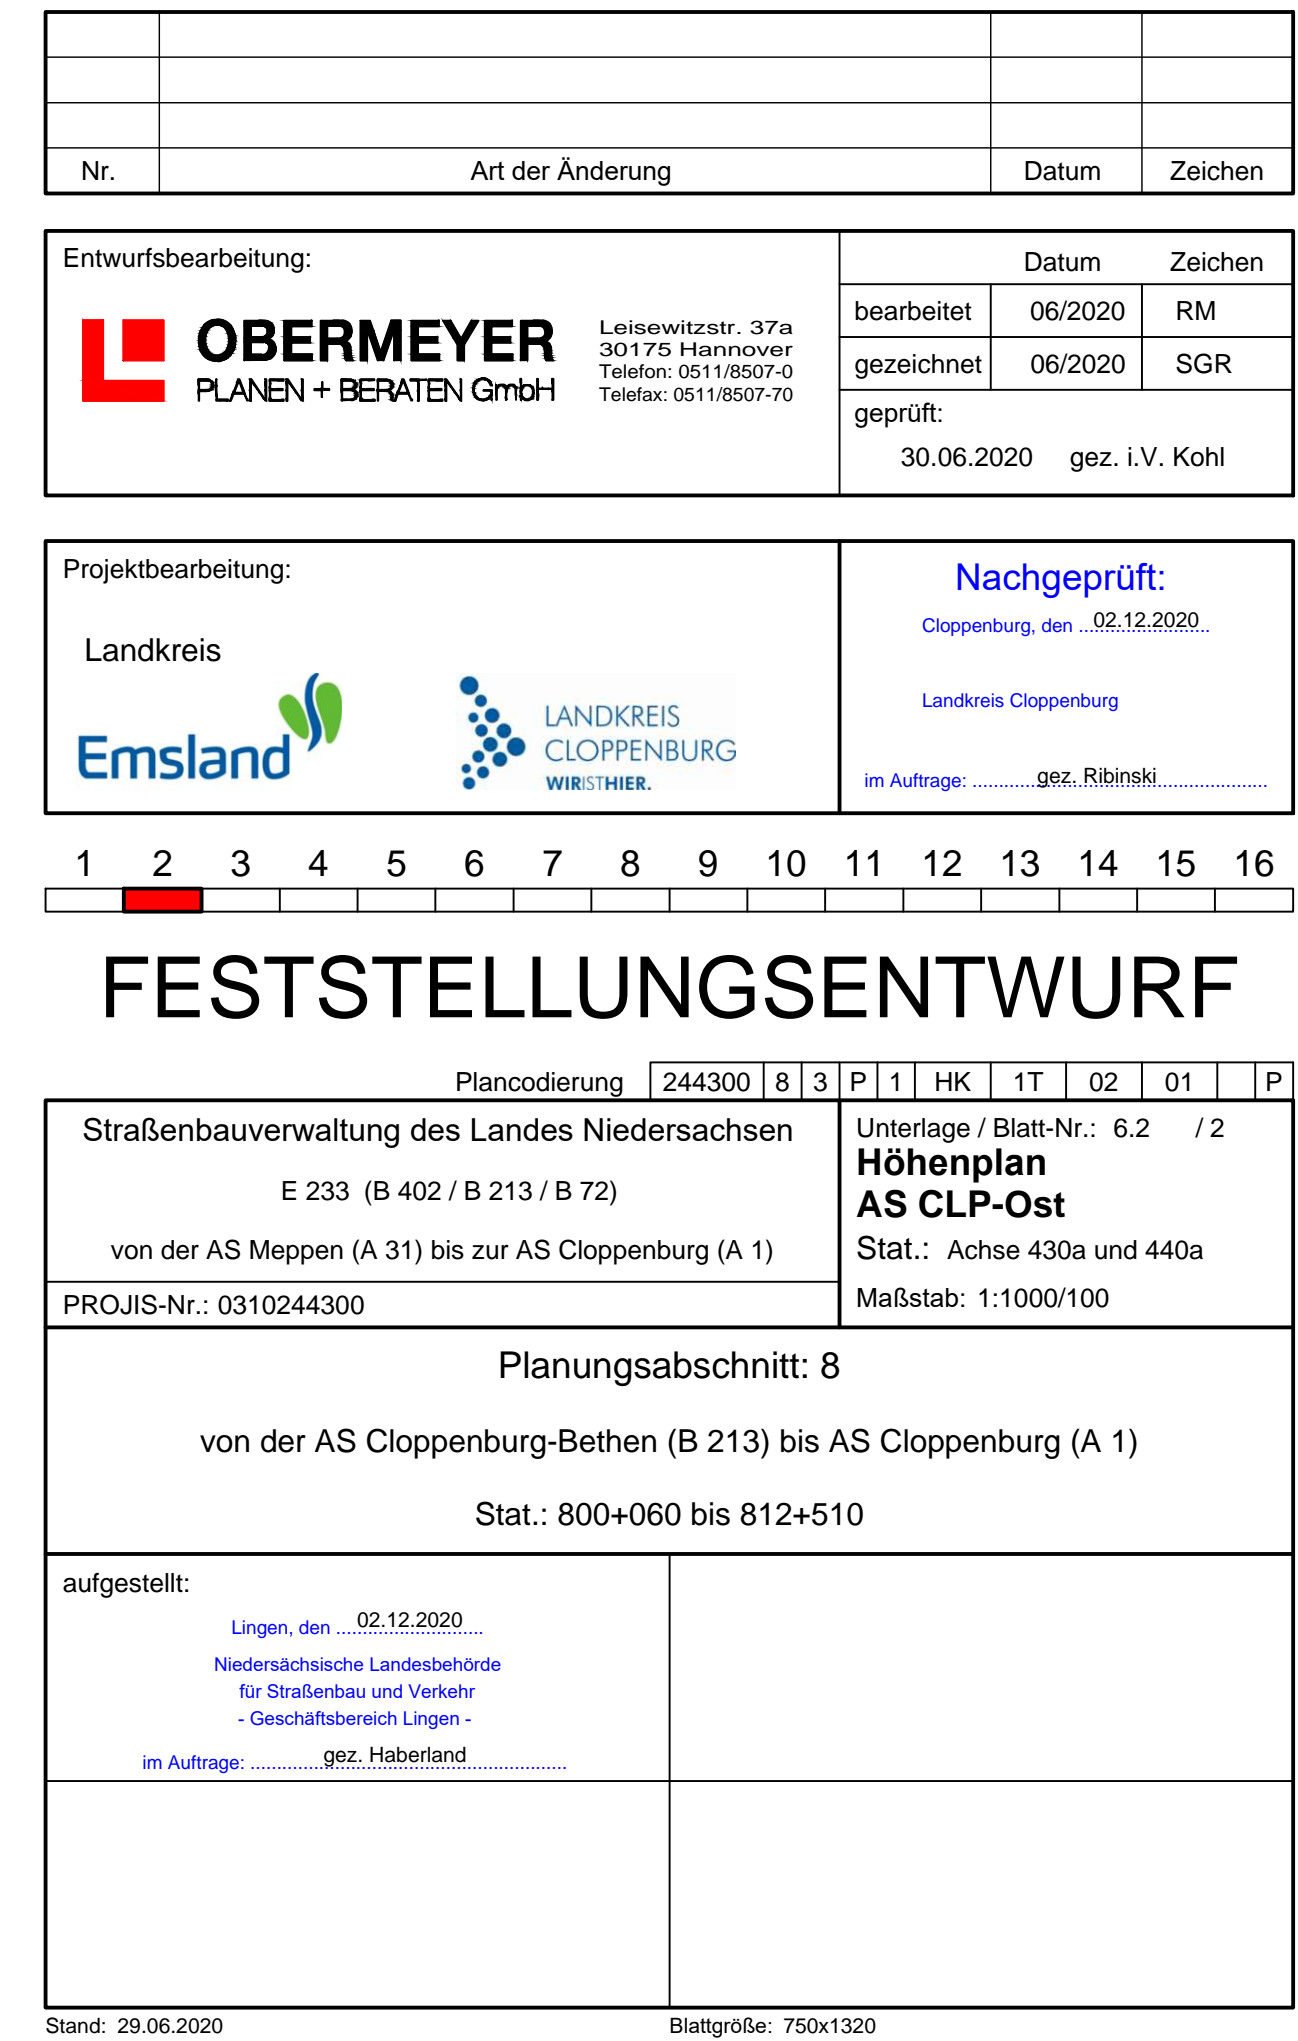 Nr. Art der Änderung Datum Zeichen
Entwurfsbearbeitung:
OBERMEYER
PLANEN + BERATEN GmbH
Leisewitzstr. 37a
30175 Hannover
Telefon: 0511/8507-0
Telefax: 0511/8507-70
Datum Zeichen
bearbeitet 06/2020 RM
gezeichnet 06/2020 SGR
geprüft:
30.06.2020 gez. i.V. Kohl
Projektbearbeitung:
Landkreis
Emsland
LANDKREIS
CLOPPENBURG
WIRISTHIER.
Nachgeprüft:
Cloppenburg, den 02.12.2020
Landkreis Cloppenburg
im Auftrage: gez. Ribinski
1 2 3 4 5 6 7 8 9 10 11 12 13 14 15 16
FESTSTELLUNGSENTWURF
Plancodierung 244300 8 3 P 1 HK 1T 02 01 P
Straßenbauverwaltung des Landes Niedersachsen
E 233 (B 402 / B 213 / B 72)
von der AS Meppen (A 31) bis zur AS Cloppenburg (A 1)
PROJIS-Nr.: 0310244300
Unterlage / Blatt-Nr.: 6.2 / 2
Höhenplan
AS CLP-Ost
Stat.: Achse 430a und 440a
Maßstab: 1:1000/100
Planungsabschnitt: 8
von der AS Cloppenburg-Bethen (B 213) bis AS Cloppenburg (A 1)
Stat.: 800+060 bis 812+510
aufgestellt:
Lingen, den 02.12.2020
Niedersächsische Landesbehörde
für Straßenbau und Verkehr
- Geschäftsbereich Lingen -
im Auftrage: gez. Haberland
Stand: 29.06.2020 Blattgröße: 750x1320